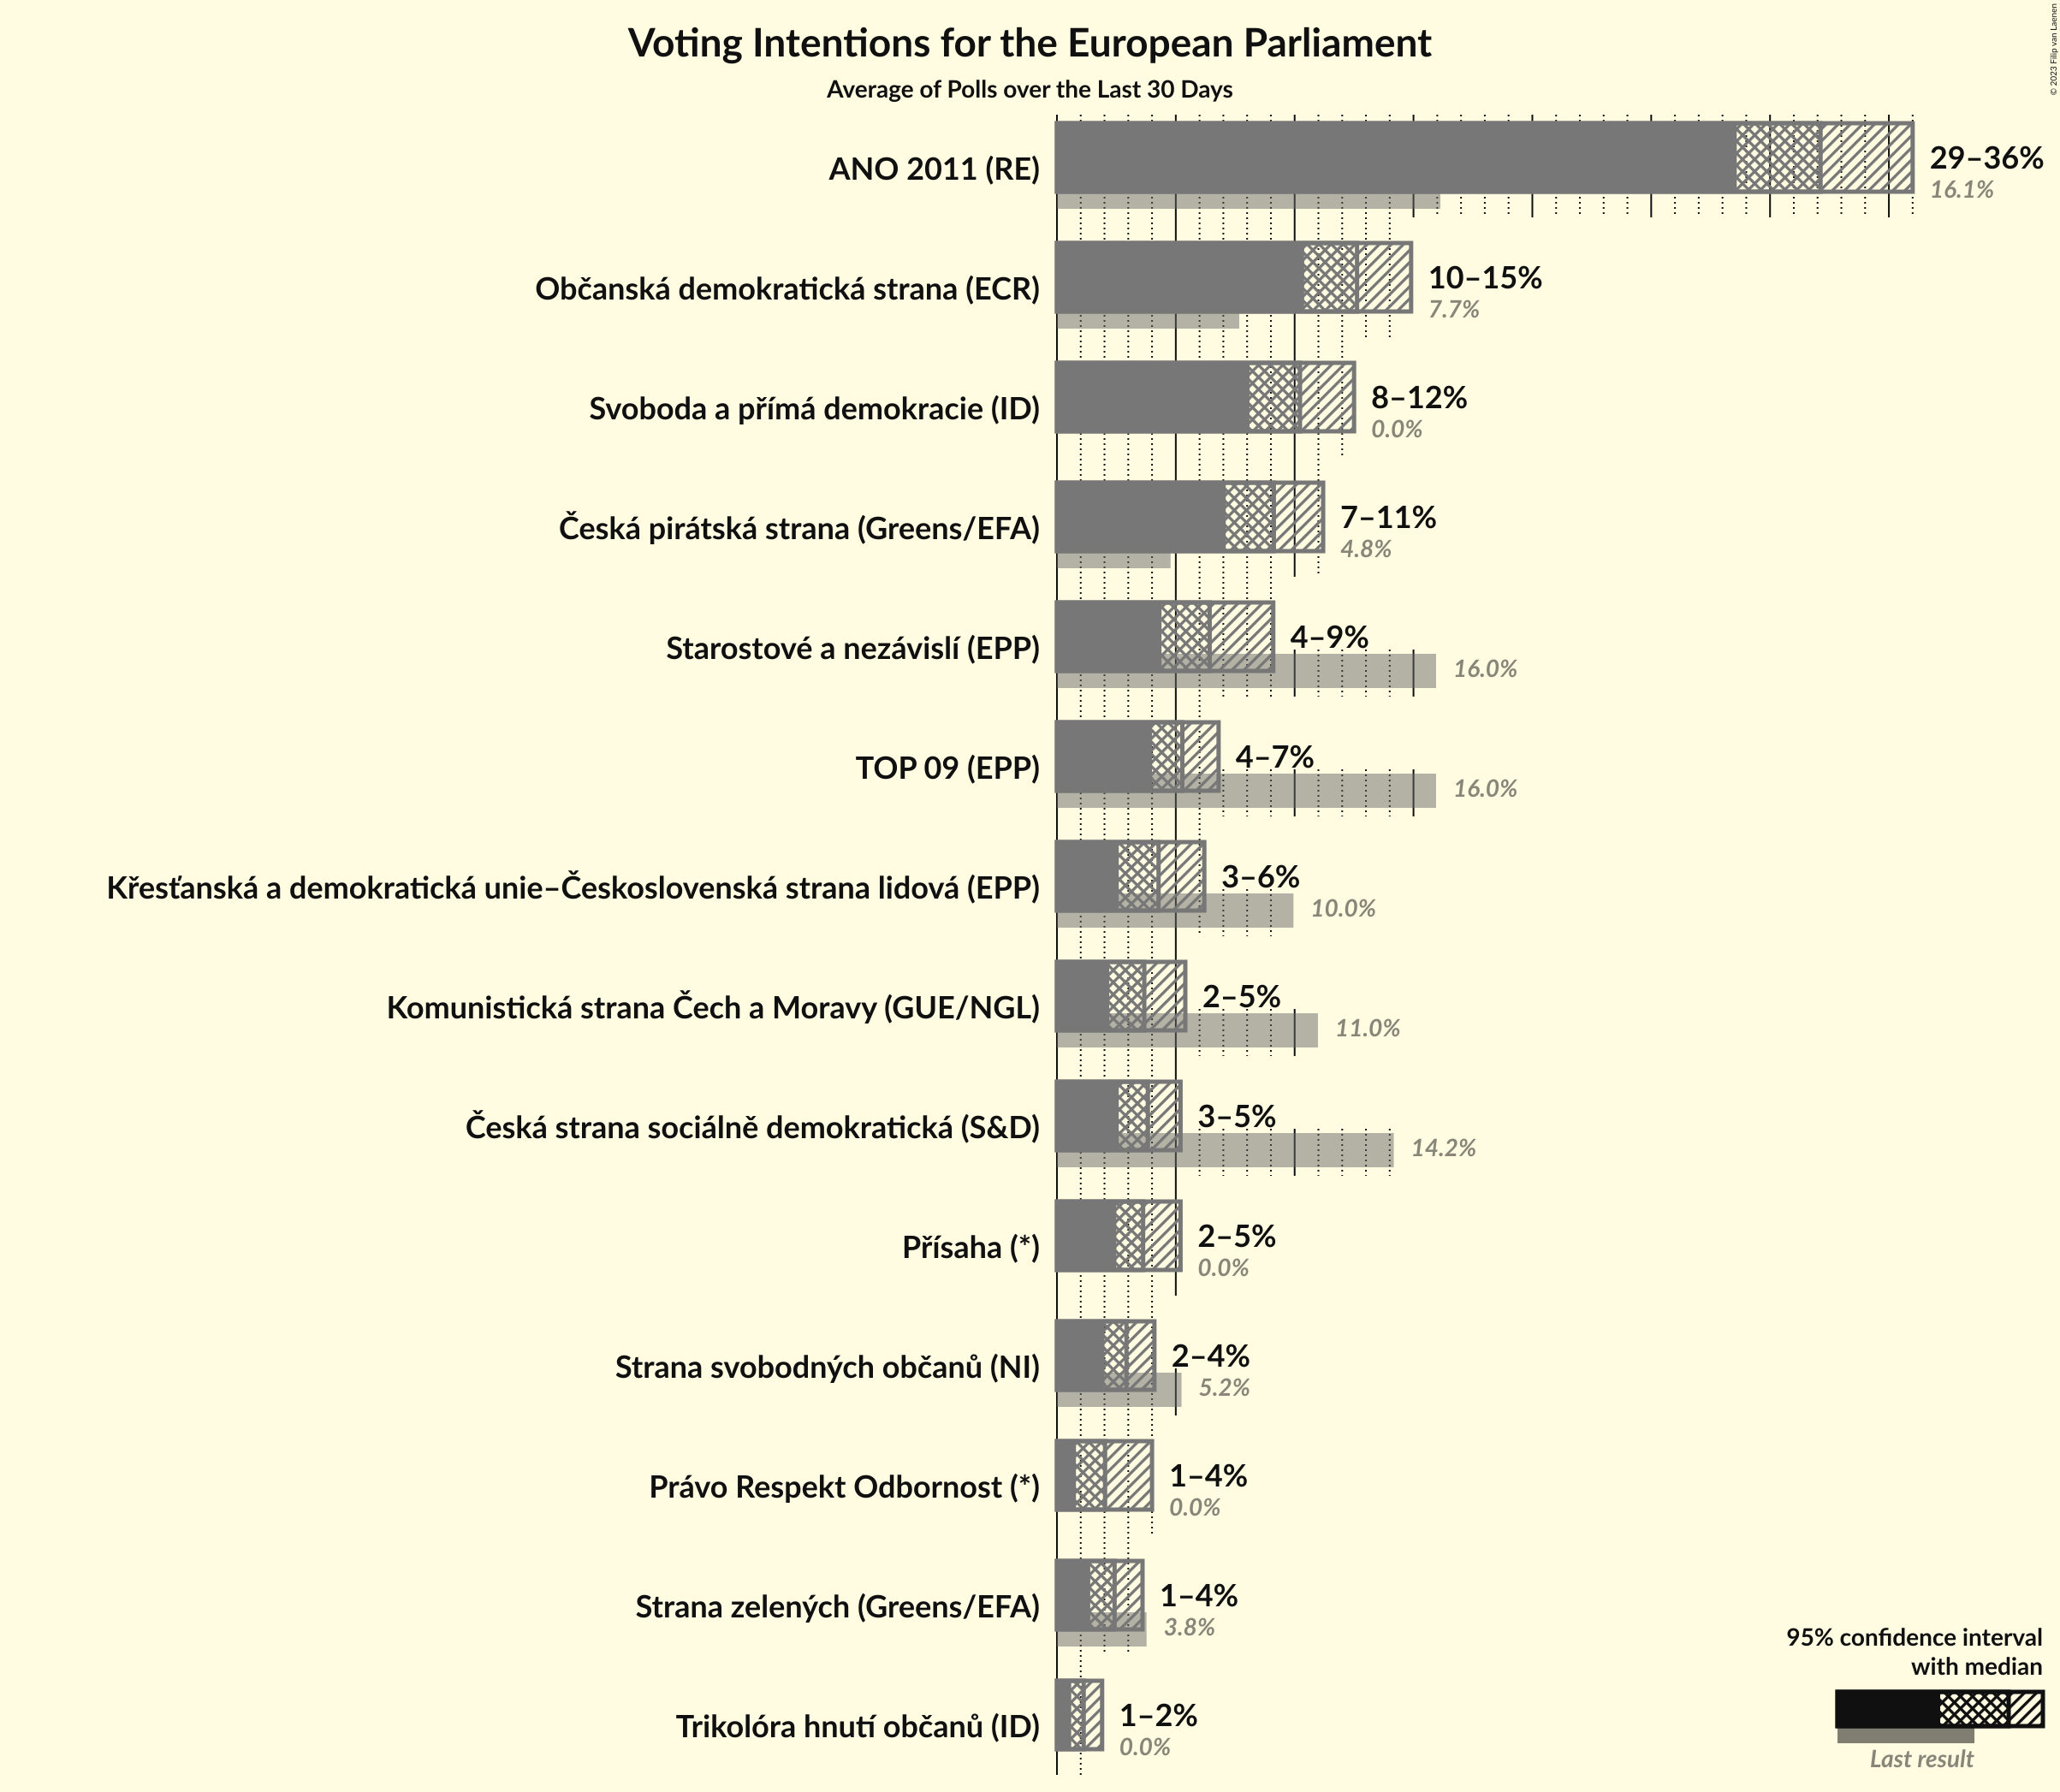 Voting Intentions for the European Parliament
Average of Polls over the Last 30 Days
© 2023 Filip van Laenen
ANO 2011 (RE)
29–36%
16.1%
Občanská demokratická strana (ECR)
10–15%
7.7%
Svoboda a přímá demokracie (ID)
8–12%
0.0%
Česká pirátská strana (Greens/EFA)
7–11%
4.8%
Starostové a nezávislí (EPP)
4–9%
16.0%
TOP 09 (EPP)
4–7%
16.0%
Křesťanská a demokratická unie–Československá strana lidová (EPP)
3–6%
10.0%
Komunistická strana Čech a Moravy (GUE/NGL)
2–5%
11.0%
Česká strana sociálně demokratická (S&D)
3–5%
14.2%
Přísaha (*)
2–5%
0.0%
Strana svobodných občanů (NI)
2–4%
5.2%
Právo Respekt Odbornost (*)
1–4%
0.0%
Strana zelených (Greens/EFA)
1–4%
3.8%
Trikolóra hnutí občanů (ID)
1–2%
0.0%
95% confidence interval
with median
Last result